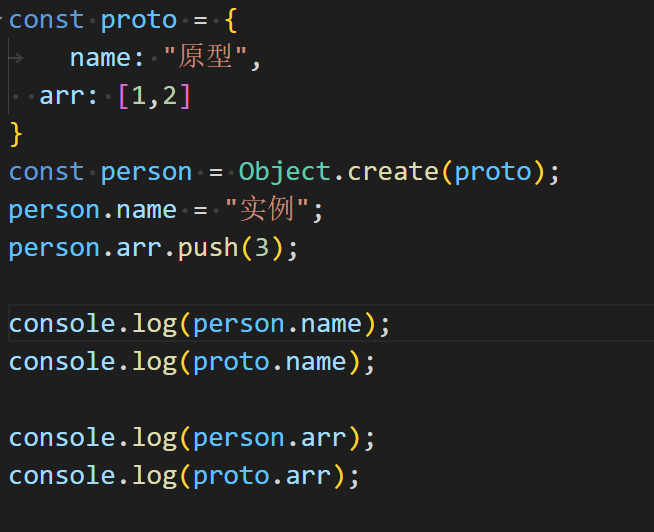 const proto = {
    name: "原型",
  arr: [1,2]
}
const person = Object.create(proto);
person.name = "实例";
person.arr.push(3);

console.log(person.name);
console.log(proto.name);

console.log(person.arr);
console.log(proto.arr);